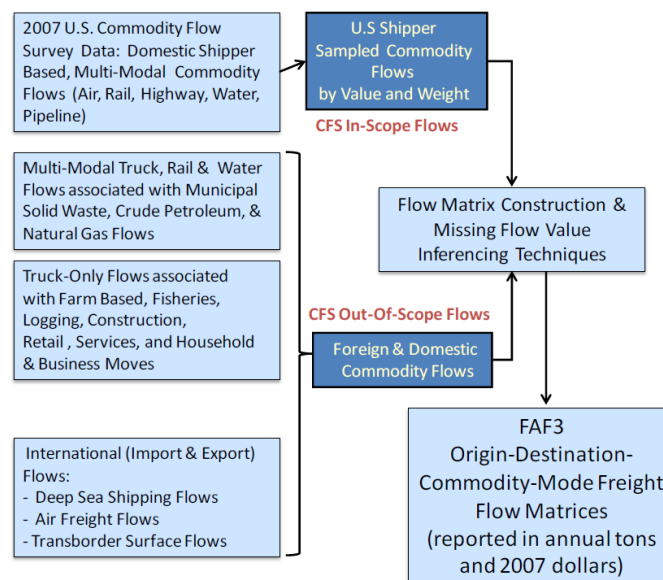 2007 U.S. Commodity Flow
Survey Data: Domestic Shipper
Based, Multi-Modal Commodity
Flows (Air, Rail, Highway, Water,
Pipeline)
U.S Shipper
Sampled Commodity
Flows
by Value and Weight
CFS In-Scope Flows
Multi-Modal Truck, Rail & Water
Flows associated with Municipal
Solid Waste, Crude Petroleum, &
Natural Gas Flows
Flow Matrix Construction &
Missing Flow Value
Inferencing Techniques
Truck-Only Flows associated
with Farm Based, Fisheries,
Logging, Construction,
Retail , Services, and Household
& Business Moves
CFS Out-Of-Scope Flows
Foreign & Domestic
Commodity Flows
International (Import & Export)
Flows:
- Deep Sea Shipping Flows
- Air Freight Flows
- Transborder Surface Flows
FAF3
Origin-Destination-
Commodity-Mode Freight
Flow Matrices
(reported in annual tons
and 2007 dollars)